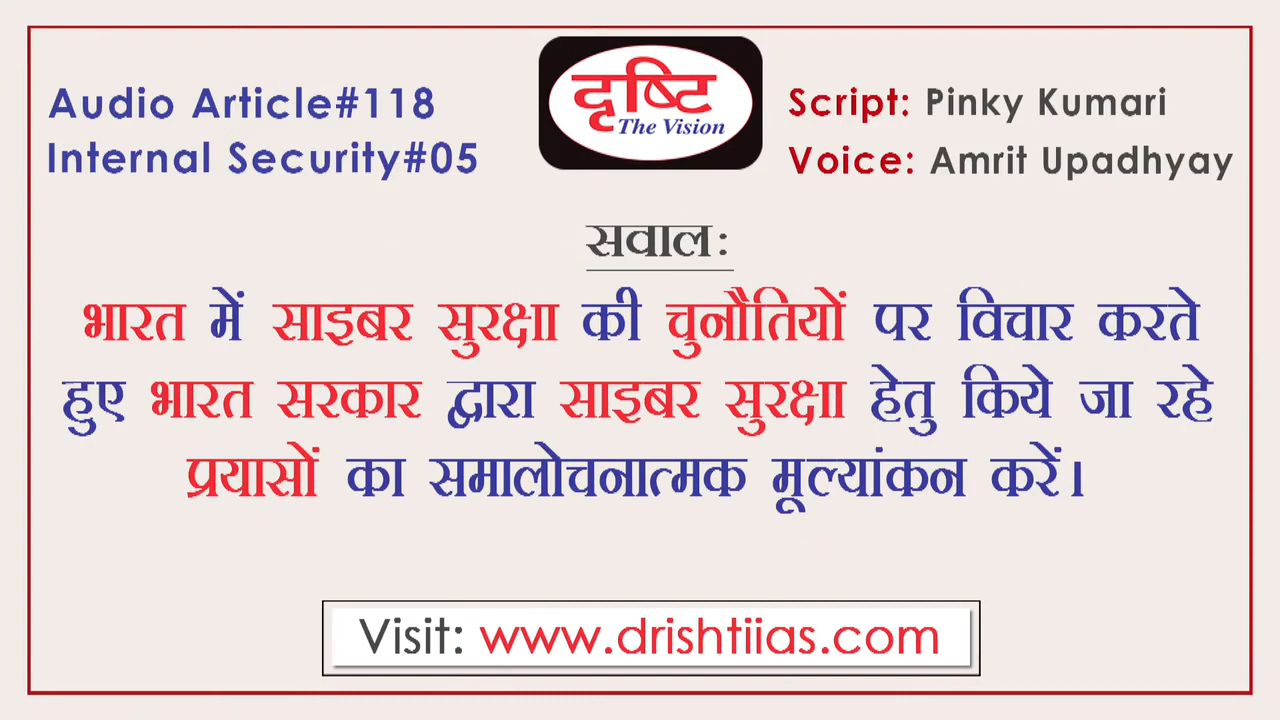 Audio Article#118
Internal Security#05
दृष्टि
The Vision
Script: Pinky Kumari
Voice: Amrit Upadhyay
सवालः
भारत में साइबर सुरक्षा की चुनौतियों पर विचार करते
हुए भारत सरकार द्वारा साइबर सुरक्षा हेतु किये जा रहे
प्रयासों का समालोचनात्मक मूल्यांकन करें।
Visit: www.drishtiias.com